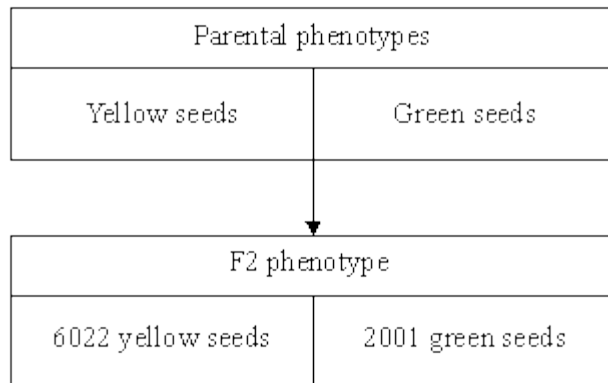 Parental phenotypes
Yellow seeds
Green seeds
F2 phenotype
6022 yellow seeds
2001 green seeds